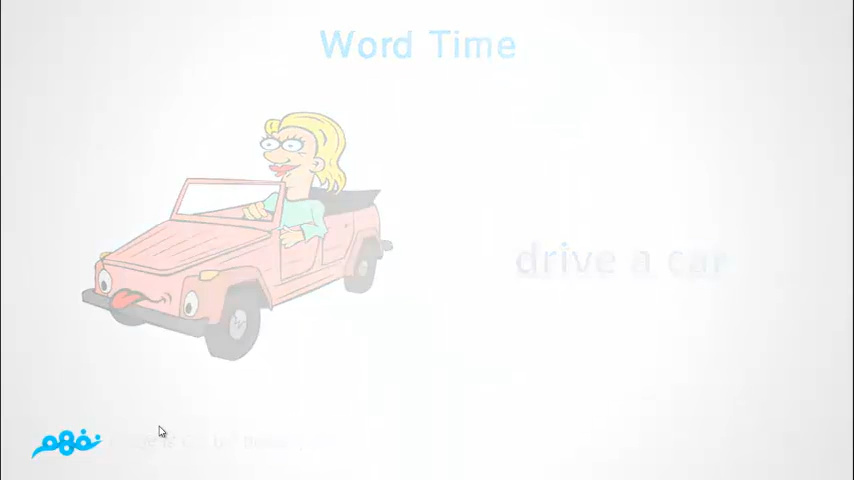 Word Time
drive a car
نفهم